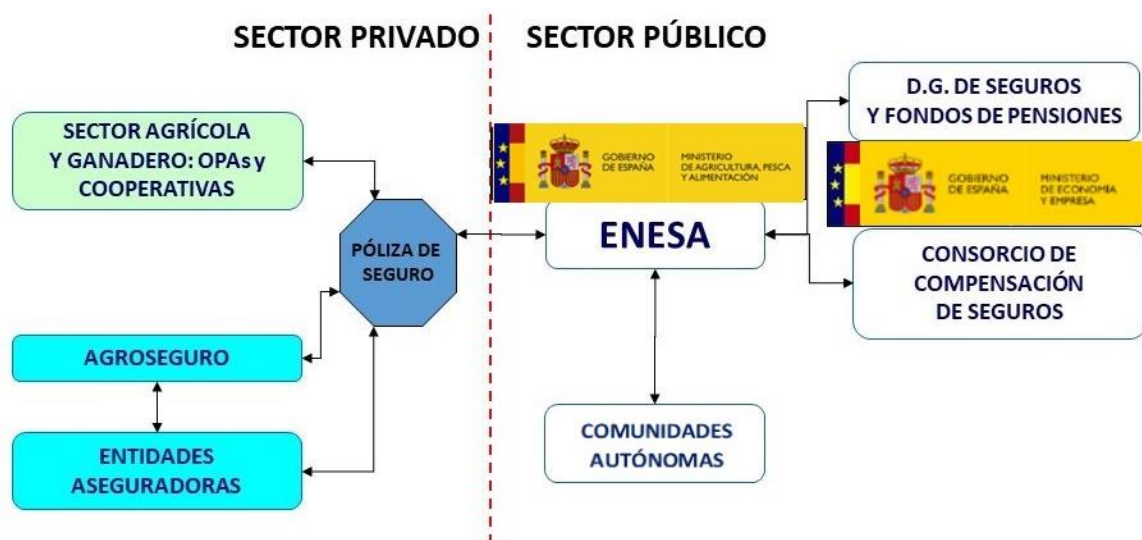 SECTOR PRIVADO
SECTOR PÚBLICO
SECTOR AGRÍCOLA
Y GANADERO: OPAs y
COOPERATIVAS
PÓLIZA DE
SEGURO
AGROSEGURO
ENTIDADES
ASEGURADORAS
GOBIERNO
DE ESPAÑA
MINISTERIO
DE AGRICULTURA, PESCA
Y ALIMENTACIÓN
ENESA
COMUNIDADES
AUTÓNOMAS
D.G. DE SEGUROS
Y FONDOS DE PENSIONES
GOBIERNO
DE ESPAÑA
MINISTERIO
DE ECONOMÍA
Y EMPRESA
CONSORCIO DE
COMPENSACIÓN
DE SEGUROS